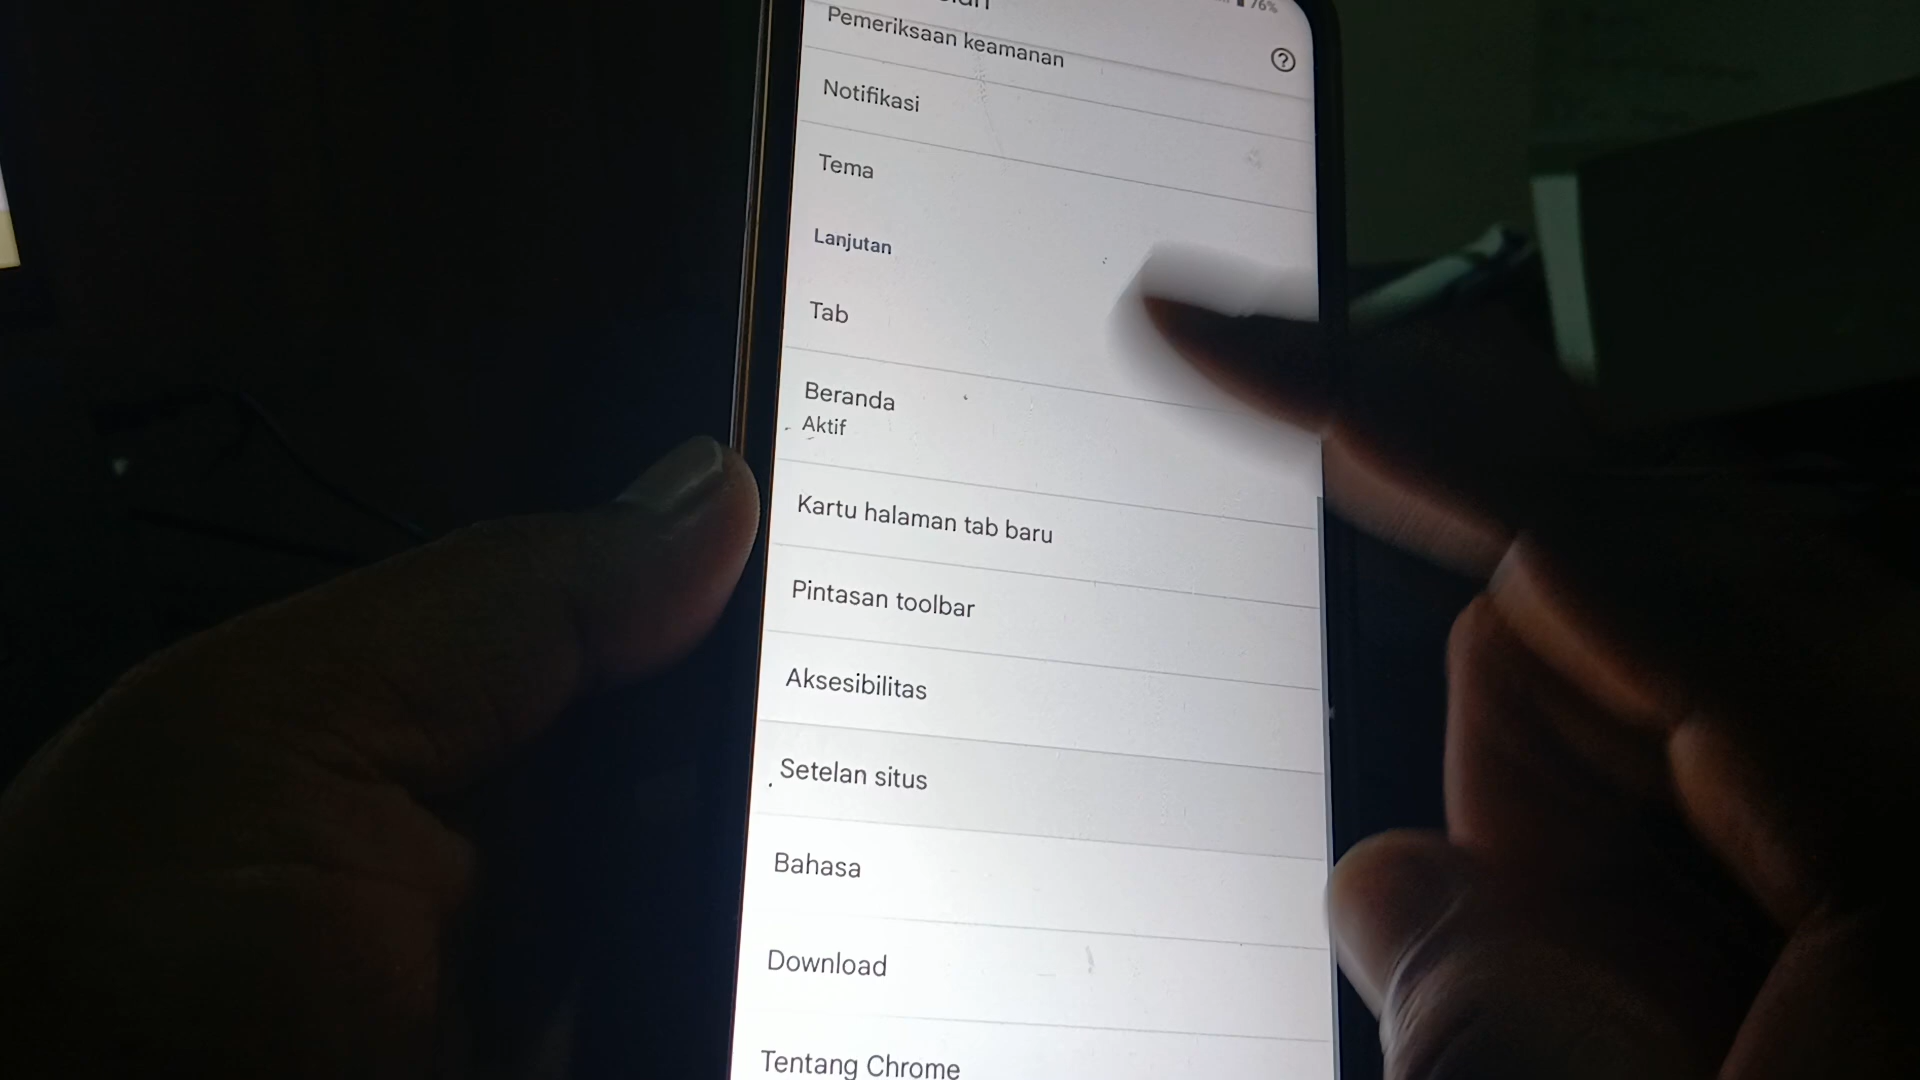 76%
Pemeriksaan keamanan
Notifikasi
Tema
Lanjutan
Tab
Beranda
Aktif
Kartu halaman tab baru
Pintasan toolbar
Aksesibilitas
Setelan situs
Bahasa
Download
Tentang Chrome